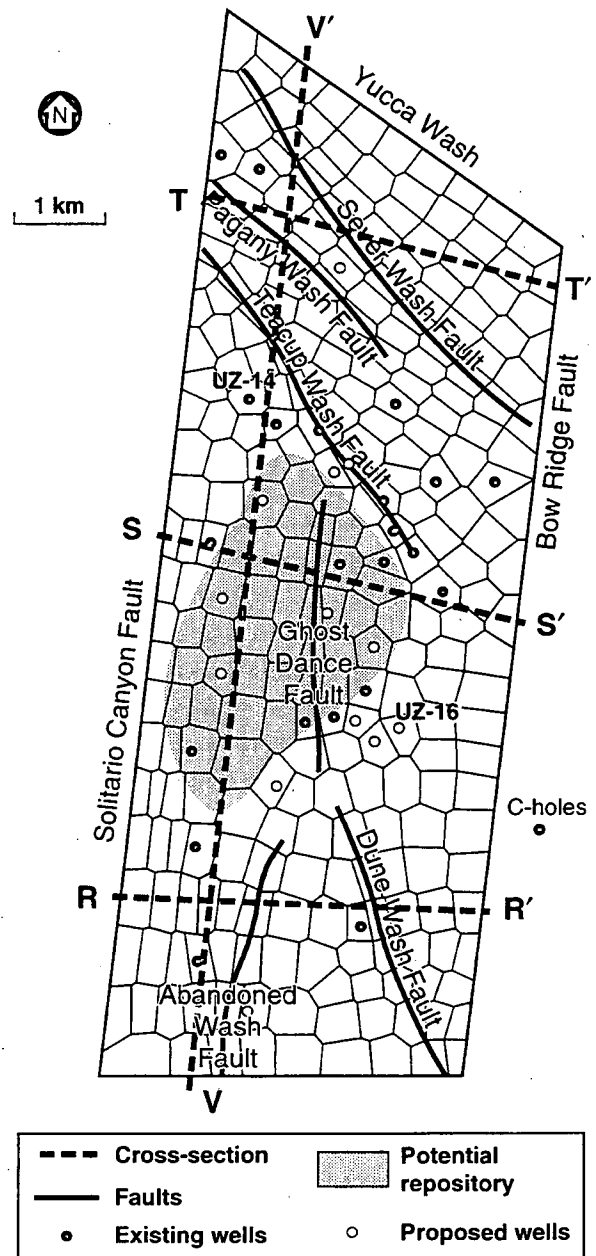 V'
N
Yucca Wash
1 km
T
T'
Sever Wash Fault
Pagany Wash Fault
Teacup Wash Fault
UZ-14
Bow Ridge Fault
S
S'
Ghost
Dance
Fault
Solitario Canyon Fault
UZ-16
C-holes
Dune Wash Fault
R
R'
Abandoned
Wash
Fault
V
Cross-section
Potential
repository
Faults
Existing wells
Proposed wells